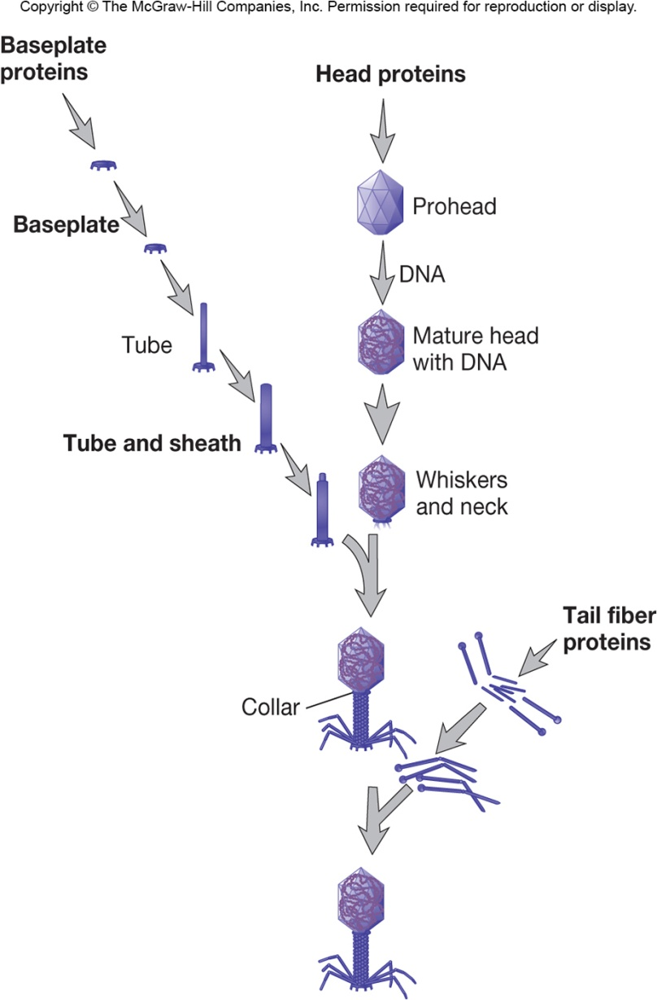 Copyright © The McGraw-Hill Companies, Inc. Permission required for reproduction or display.
Baseplate
proteins
Head proteins
Prohead
Baseplate
DNA
Mature head
with DNA
Tube
Tube and sheath
Whiskers
and neck
Tail fiber
proteins
Collar